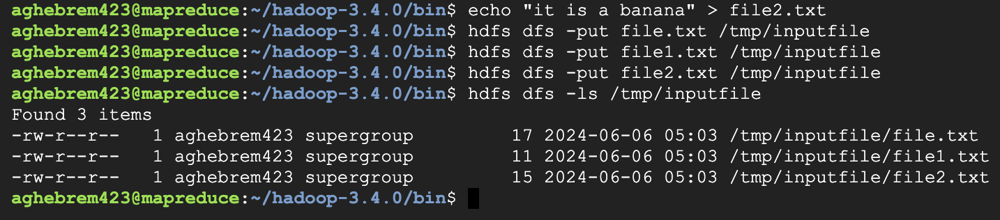 aghebrem423@mapreduce:~/hadoop-3.4.0/bin$ echo "it is a banana" > file2.txt
aghebrem423@mapreduce:~/hadoop-3.4.0/bin$ hdfs dfs -put file.txt /tmp/inputfile
aghebrem423@mapreduce:~/hadoop-3.4.0/bin$ hdfs dfs -put file1.txt /tmp/inputfile
aghebrem423@mapreduce:~/hadoop-3.4.0/bin$ hdfs dfs -put file2.txt /tmp/inputfile
aghebrem423@mapreduce:~/hadoop-3.4.0/bin$ hdfs dfs -ls /tmp/inputfile
Found 3 items
-rw-r--r--   1 aghebrem423 supergroup         17 2024-06-06 05:03 /tmp/inputfile/file.txt
-rw-r--r--   1 aghebrem423 supergroup         11 2024-06-06 05:03 /tmp/inputfile/file1.txt
-rw-r--r--   1 aghebrem423 supergroup         15 2024-06-06 05:03 /tmp/inputfile/file2.txt
aghebrem423@mapreduce:~/hadoop-3.4.0/bin$